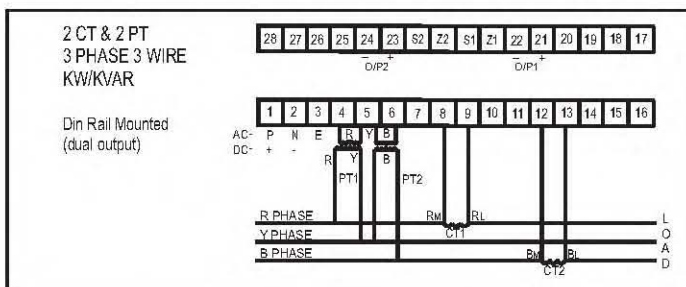 2 CT & 2 PT
3 PHASE 3 WIRE
KW/KVAR
Din Rail Mounted
(dual output)
28 27 26 25 24 23 S2 Z2 S1 Z1 22 21 20 19 18 17
- + - +
O/P2 O/P1
1 2 3 4 5 6 7 8 9 10 11 12 13 14 15 16
AC- P N E R Y B
DC- + - R Y B
PT1 PT2
R PHASE RM RL L
CT1
Y PHASE O
B PHASE BM BL A
CT2 D